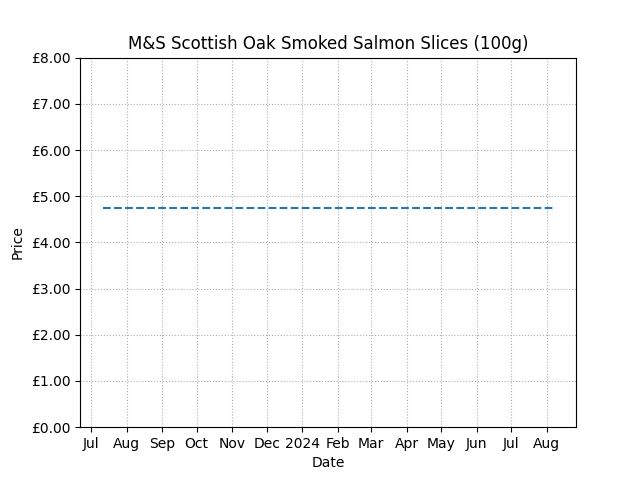 M&S Scottish Oak Smoked Salmon Slices (100g)
£8.00
£7.00
£6.00
£5.00
£4.00
£3.00
£2.00
£1.00
£0.00
Price
Jul Aug Sep Oct Nov Dec 2024 Feb Mar Apr May Jun Jul Aug
Date